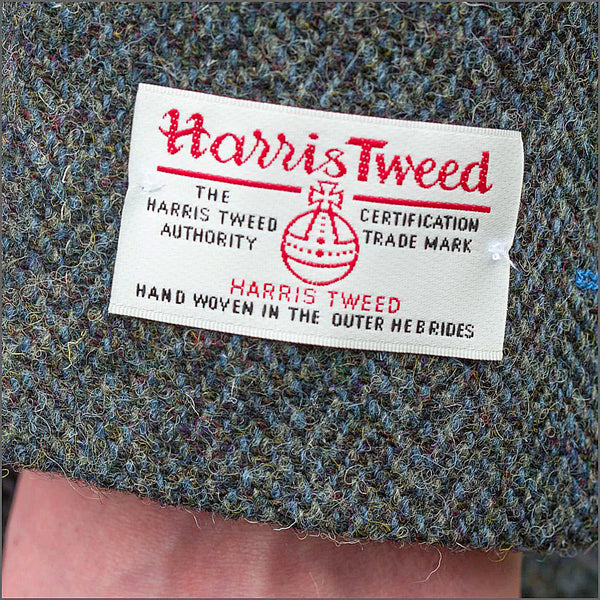 Harris Tweed
THE
HARRIS TWEED
AUTHORITY
CERTIFICATION
TRADE MARK
HARRIS TWEED
HAND WOVEN IN THE OUTER HEBRIDES